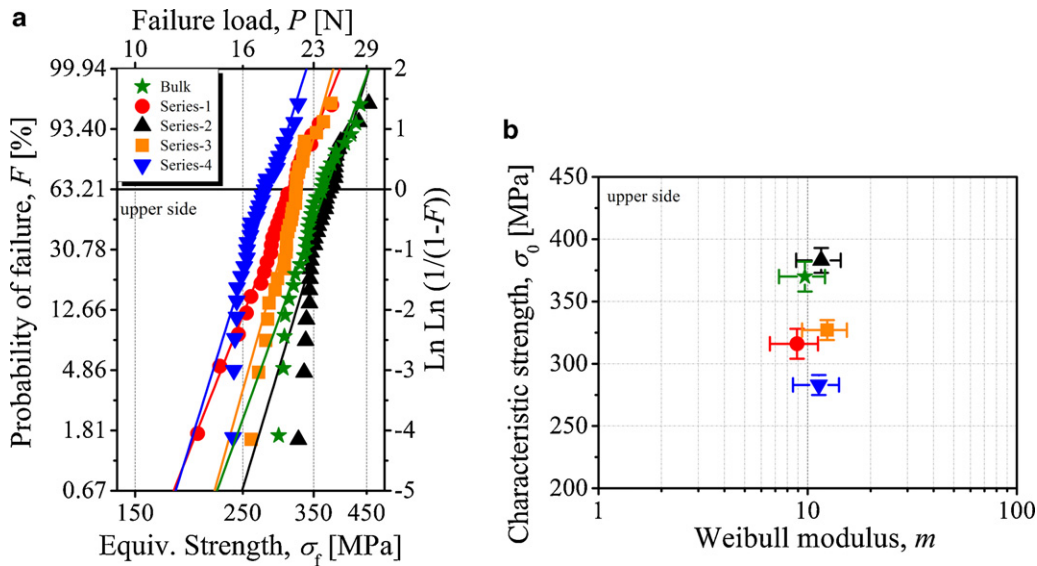 a
Failure load, P [N]
10 16 23 29
99.94
93.40
63.21
30.78
12.66
4.86
1.81
0.67
Probability of failure, F [%]
Bulk
Series-1
Series-2
Series-3
Series-4
upper side
2
1
0
-1
-2
-3
-4
-5
Ln Ln (1/(1-F))
150 250 350 450
Equiv. Strength, σf [MPa]
b
450
400
350
300
250
200
Characteristic strength, σ0 [MPa]
upper side
1 10 100
Weibull modulus, m